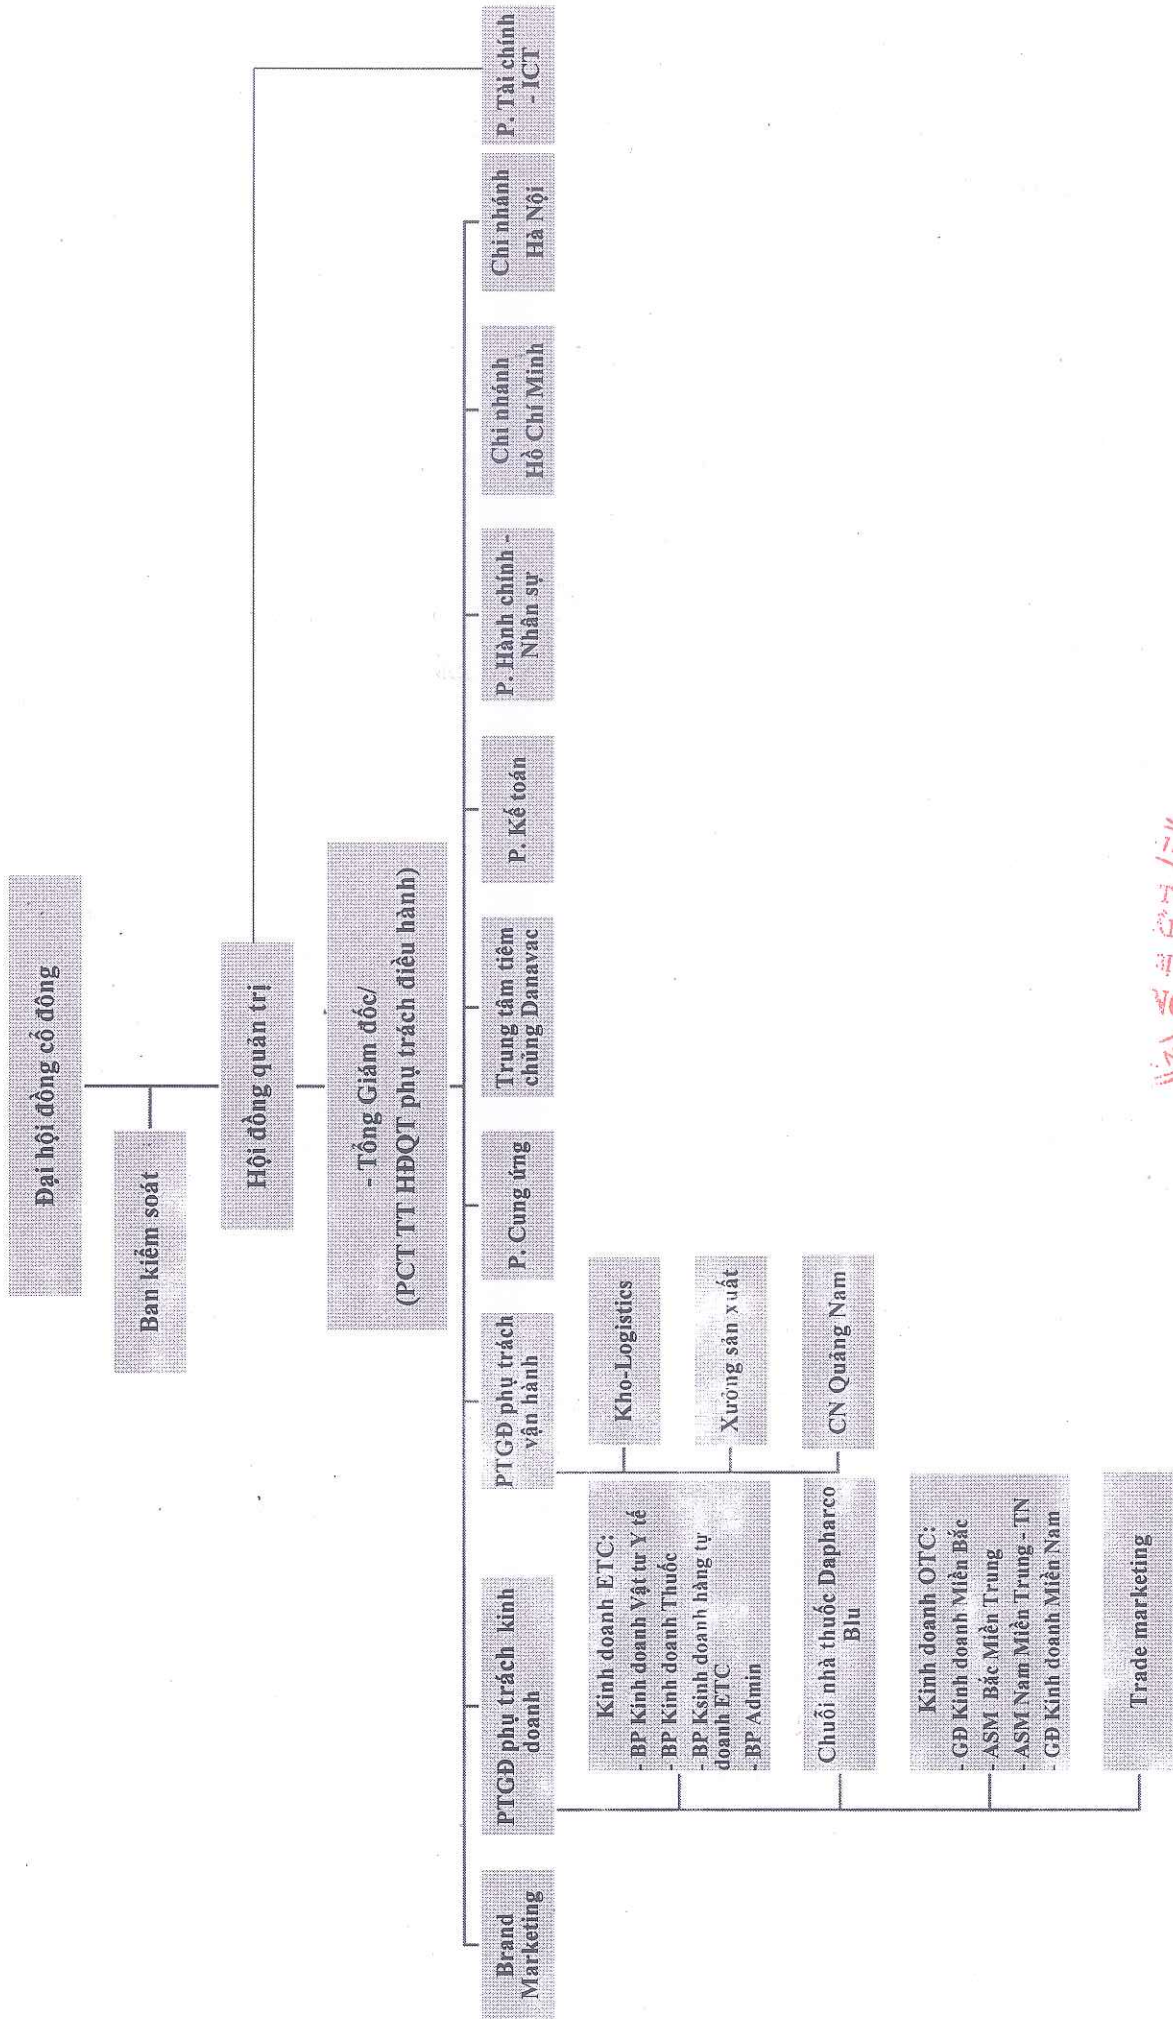 Đại hội đồng cổ đông
Ban kiểm soát
Hội đồng quản trị
- Tổng Giám đốc/
(PCT TT HĐQT phụ trách điều hành)
Brand
Marketing
PTGĐ phụ trách kinh
doanh
PTGĐ phụ trách
vận hành
P. Cung ứng
Trung tâm tiêm
chủng Danavac
P. Kế toán
P. Hành chính -
Nhân sự
Chi nhánh
Hồ Chí Minh
Chi nhánh
Hà Nội
P. Tài chính
- ICT
Kinh doanh ETC:
- BP Kinh doanh Vật tư Y tế
- BP Kinh doanh Thuốc
- BP Ksinh doanh hàng tự
doanh ETC
- BP Admin
Chuỗi nhà thuốc Dapharco
Blu
Kinh doanh OTC:
- GĐ Kinh doanh Miền Bắc
- ASM Bắc Miền Trung
- ASM Nam Miền Trung - TN
- GĐ Kinh doanh Miền Nam
Trade marketing
Kho-Logistics
Xưởng sản xuất
CN Quảng Nam